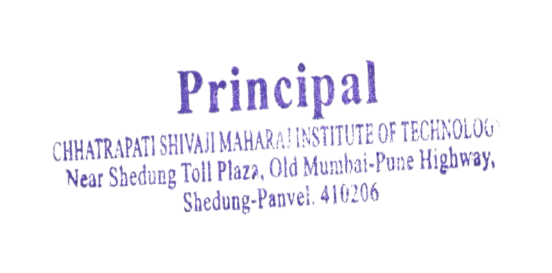 Principal
CHHATRAPATI SHIVAJI MAHARAJ INSTITUTE OF TECHNOLOG
Near Shedung Toll Plaza, Old Mumbai-Pune Highway,
Shedung-Panvel. 410206